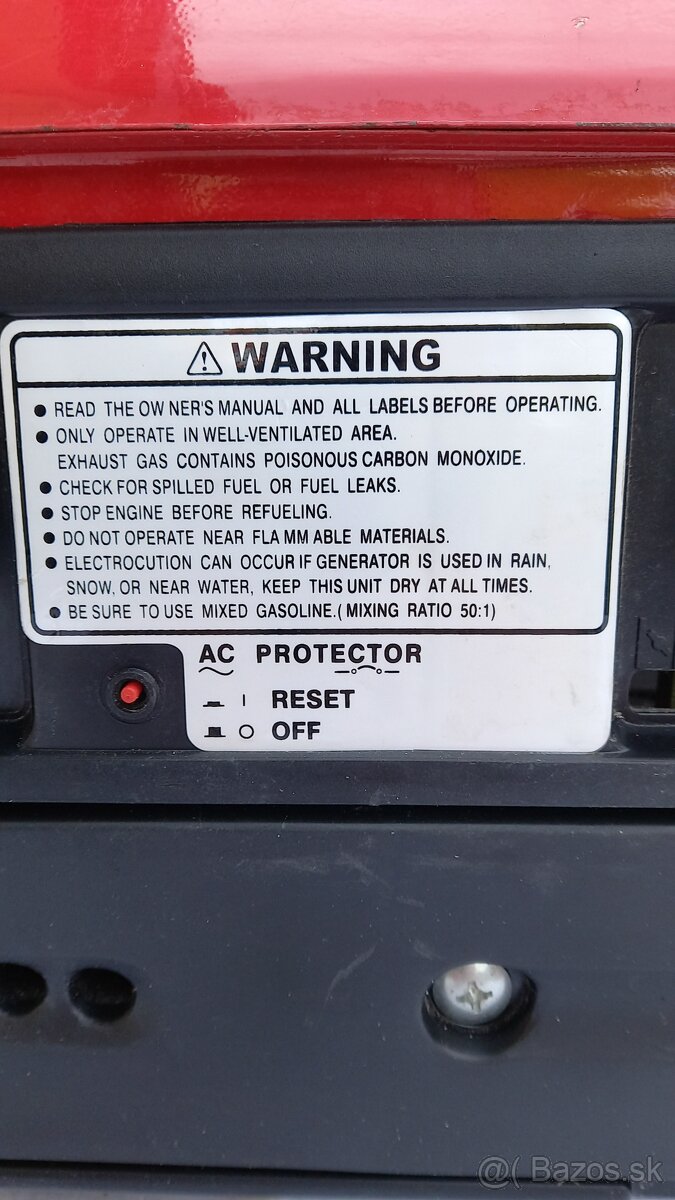 ⚠ WARNING
● READ THE OW NER'S MANUAL AND ALL LABELS BEFORE OPERATING.
● ONLY OPERATE IN WELL-VENTILATED AREA.
EXHAUST GAS CONTAINS POISONOUS CARBON MONOXIDE.
● CHECK FOR SPILLED FUEL OR FUEL LEAKS.
● STOP ENGINE BEFORE REFUELING.
● DO NOT OPERATE NEAR FLA MM ABLE MATERIALS.
● ELECTROCUTION CAN OCCUR IF GENERATOR IS USED IN RAIN,
SNOW, OR NEAR WATER, KEEP THIS UNIT DRY AT ALL TIMES.
● BE SURE TO USE MIXED GASOLINE.( MIXING RATIO 50:1)
AC PROTECTOR
I RESET
O OFF
@( Bazos.sk